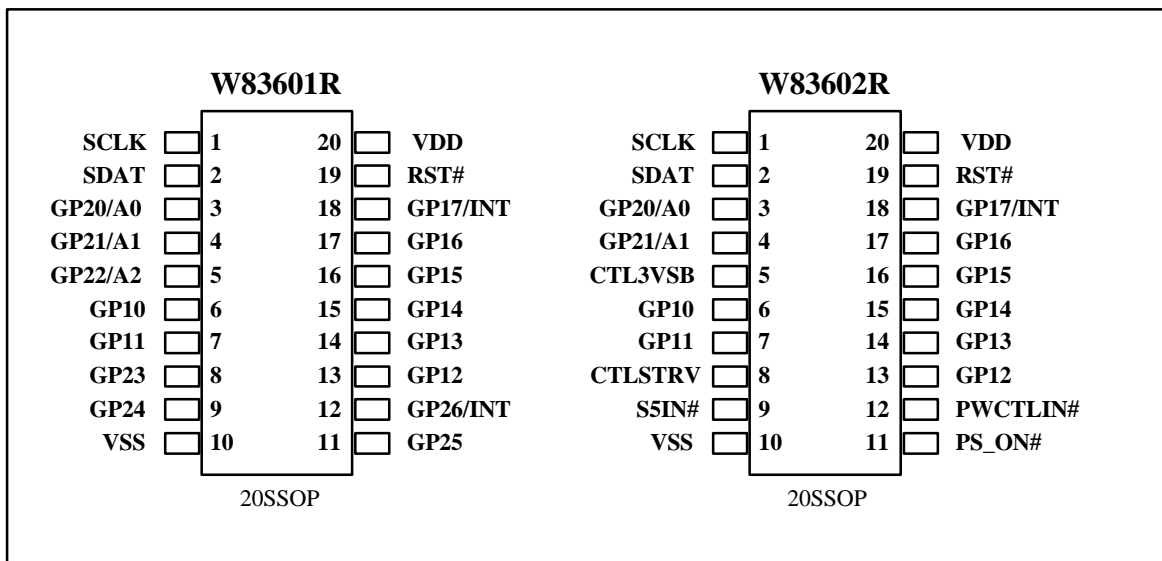 W83601R
SCLK 1 20 VDD
SDAT 2 19 RST#
GP20/A0 3 18 GP17/INT
GP21/A1 4 17 GP16
GP22/A2 5 16 GP15
GP10 6 15 GP14
GP11 7 14 GP13
GP23 8 13 GP12
GP24 9 12 GP26/INT
VSS 10 11 GP25
20SSOP
W83602R
SCLK 1 20 VDD
SDAT 2 19 RST#
GP20/A0 3 18 GP17/INT
GP21/A1 4 17 GP16
CTL3VSB 5 16 GP15
GP10 6 15 GP14
GP11 7 14 GP13
CTLSTRV 8 13 GP12
S5IN# 9 12 PWCTLIN#
VSS 10 11 PS_ON#
20SSOP